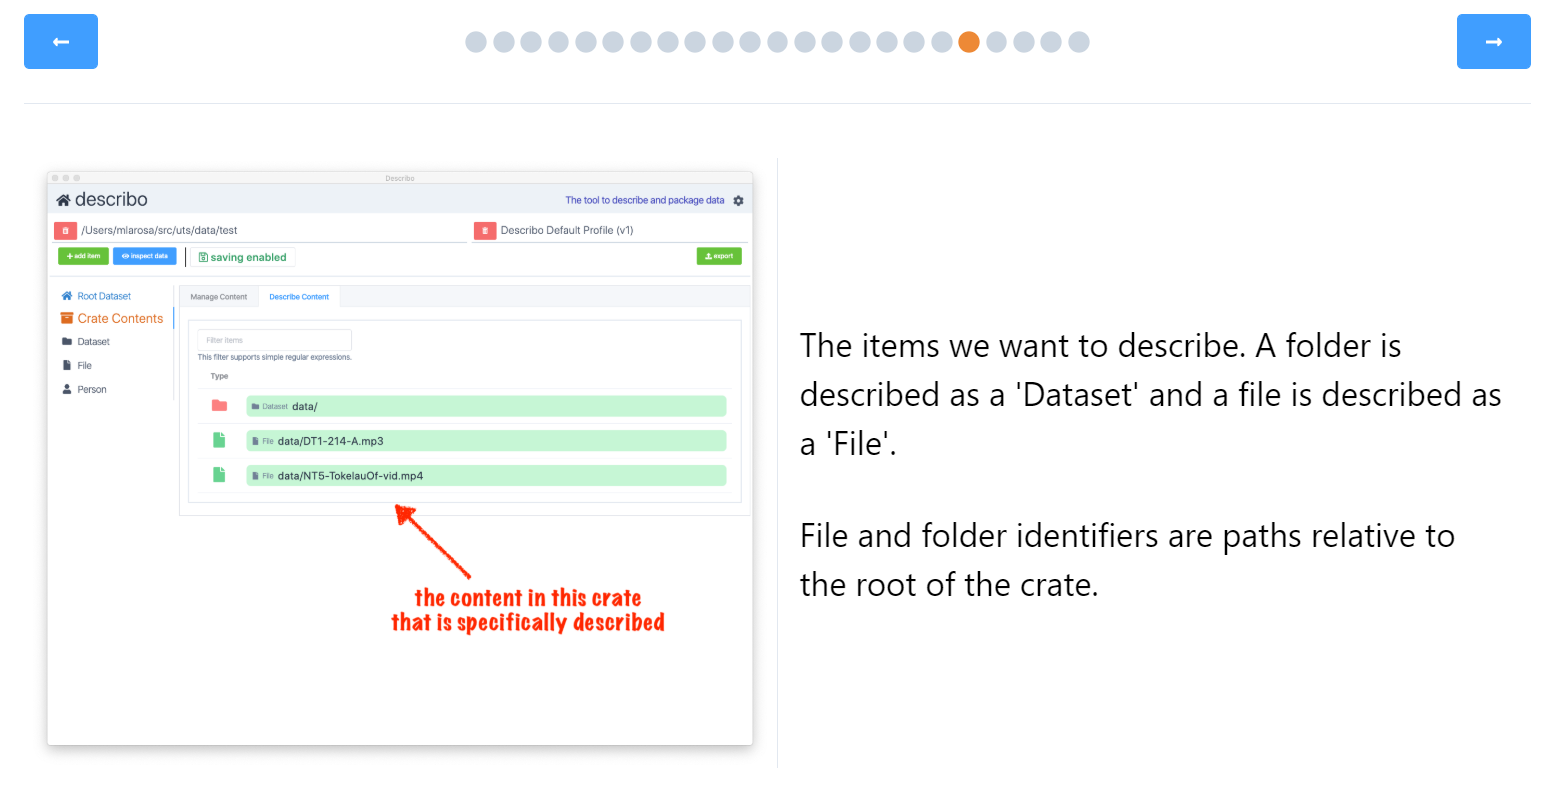 Describo
describo
The tool to describe and package data
/Users/mlarosa/src/uts/data/test
Describo Default Profile (v1)
+ add item
inspect data
saving enabled
export
Root Dataset
Crate Contents
Dataset
File
Person
Manage Content
Describe Content
Filter items
This filter supports simple regular expressions.
Type
Dataset data/
File data/DT1-214-A.mp3
File data/NT5-TokelauOf-vid.mp4
the content in this crate
that is specifically described
The items we want to describe. A folder is
described as a 'Dataset' and a file is described as
a 'File'.
File and folder identifiers are paths relative to
the root of the crate.